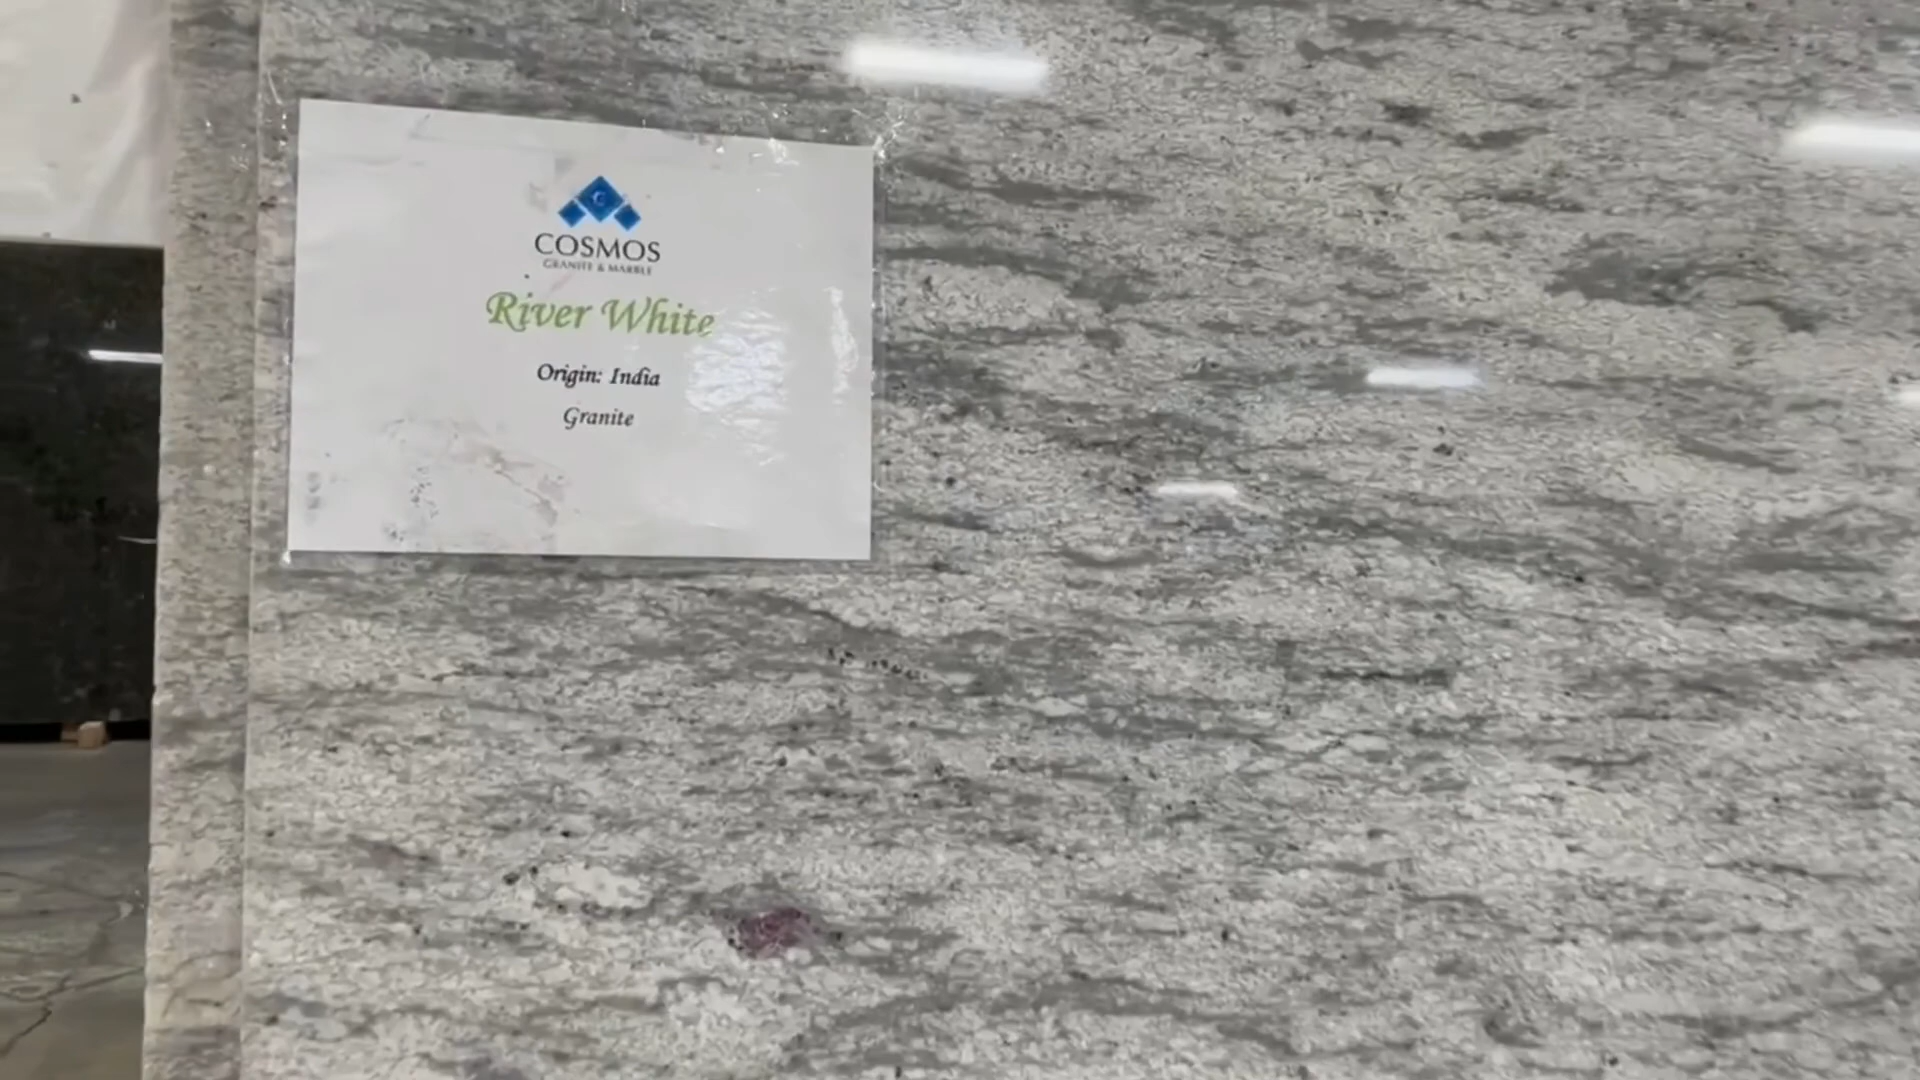 COSMOS
GRANITE & MARBLE
River White
Origin: India
Granite